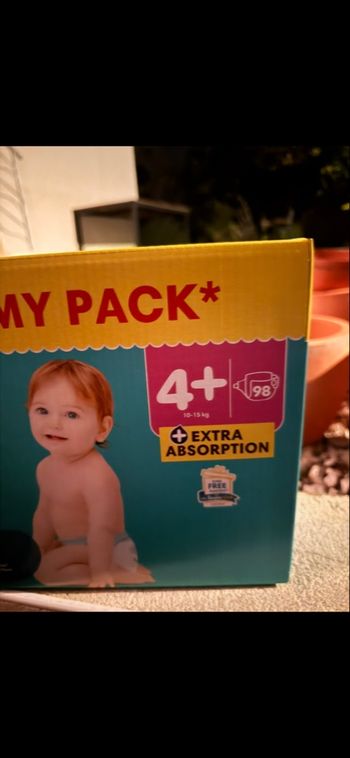 MY PACK*
4+
98
10-15 kg
+ EXTRA
ABSORPTION
FREE